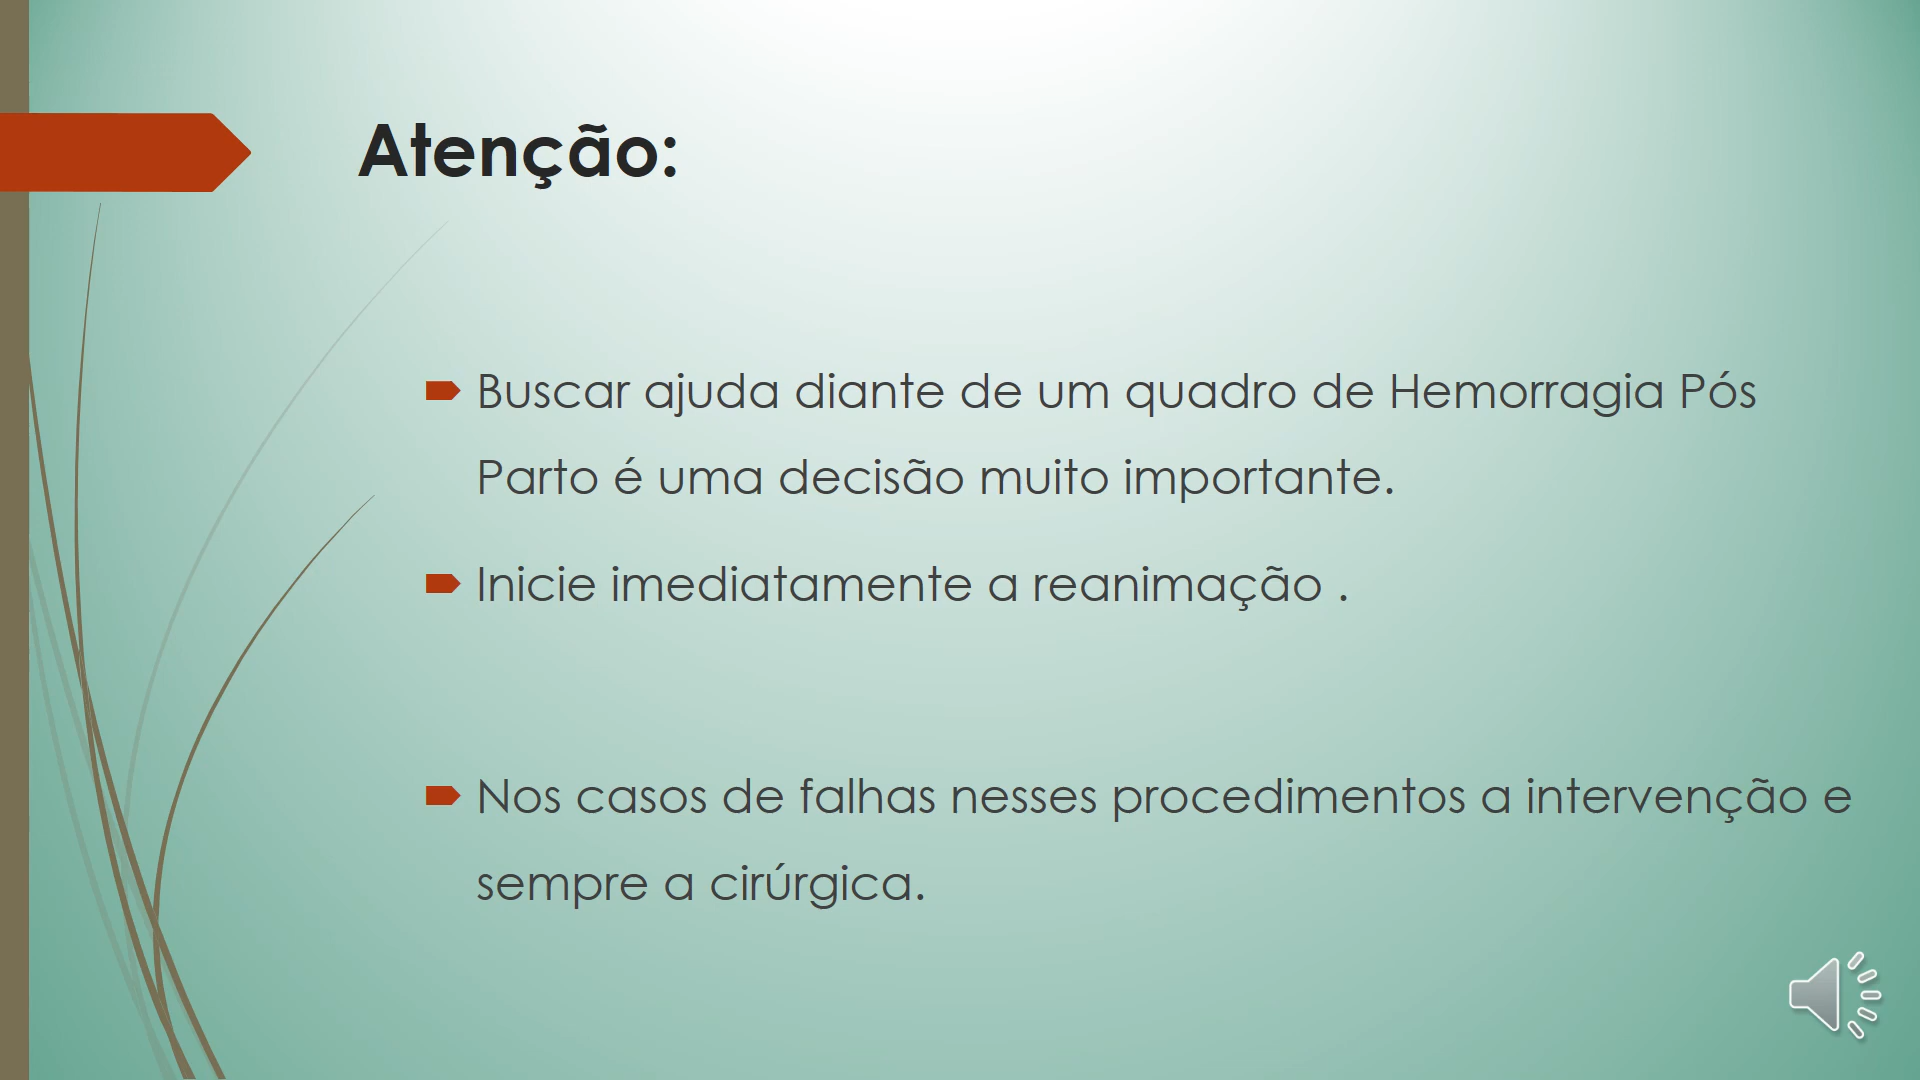 Atenção:
Buscar ajuda diante de um quadro de Hemorragia Pós
Parto é uma decisão muito importante.
Inicie imediatamente a reanimação .
Nos casos de falhas nesses procedimentos a intervenção e
sempre a cirúrgica.